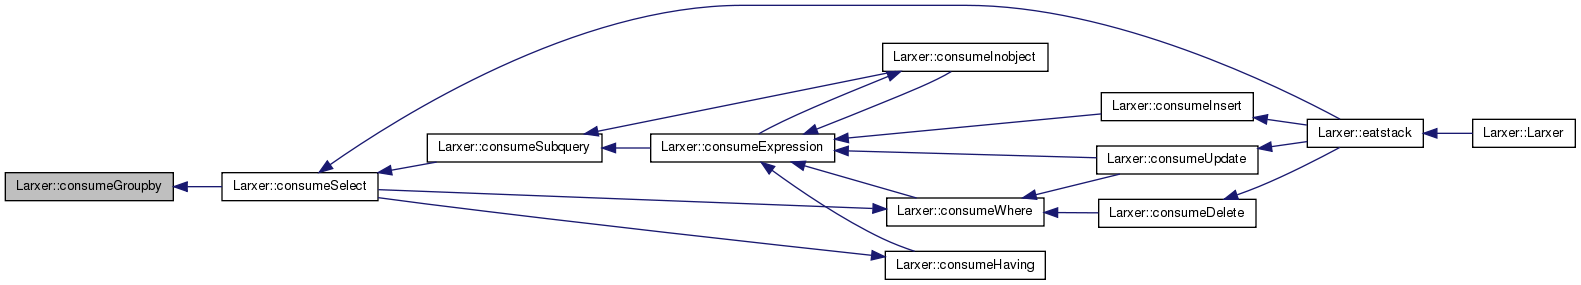 Larxer::consumeInobject
Larxer::consumeInsert
Larxer::eatstack
Larxer::Larxer
Larxer::consumeSubquery
Larxer::consumeExpression
Larxer::consumeUpdate
Larxer::consumeGroupby
Larxer::consumeSelect
Larxer::consumeWhere
Larxer::consumeDelete
Larxer::consumeHaving